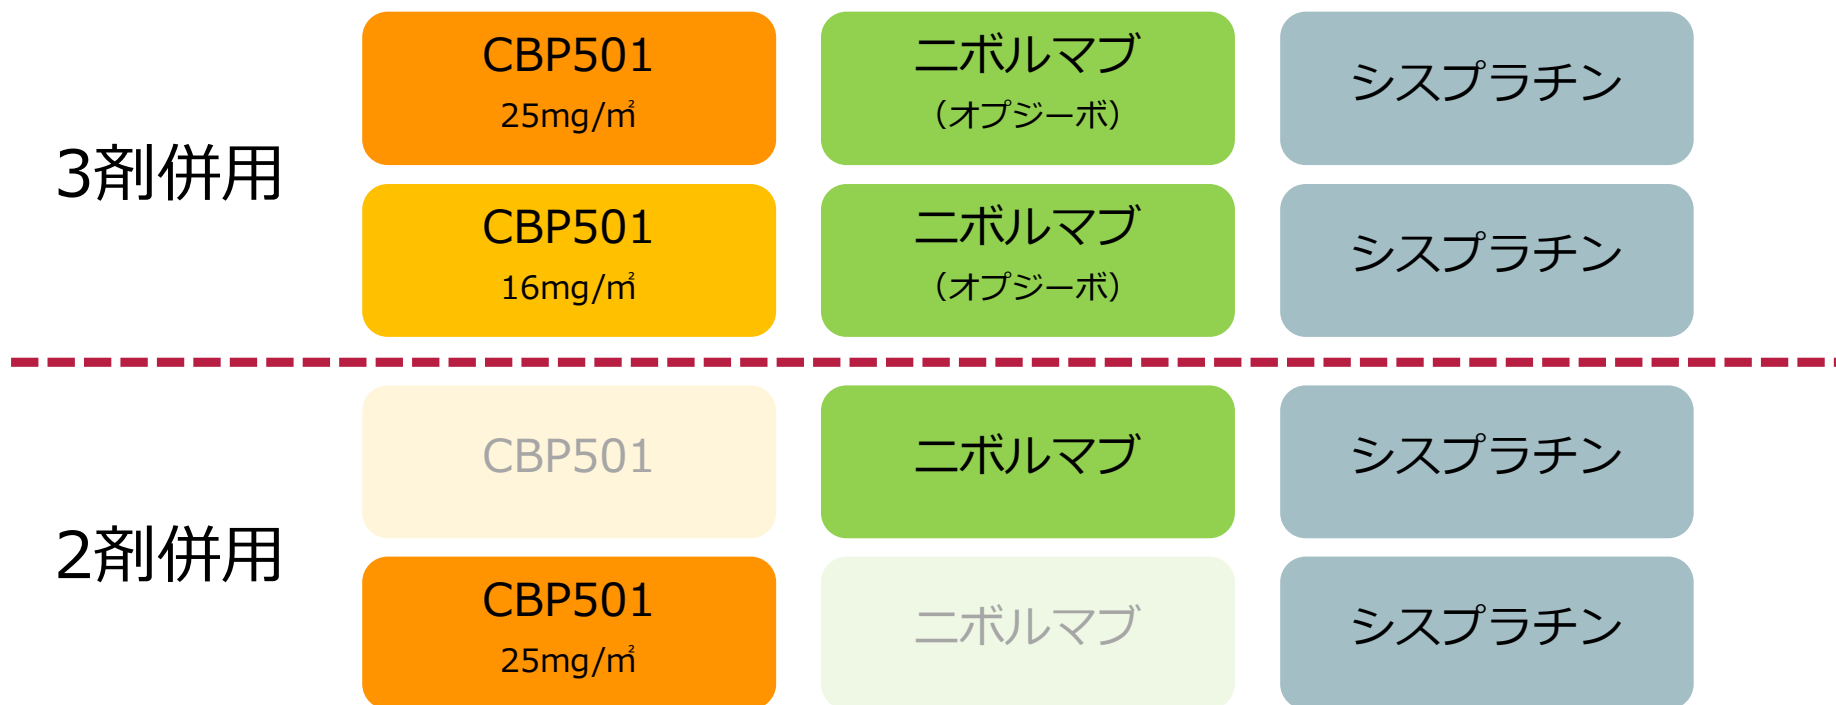 3剤併用
CBP501
25mg/㎡
ニボルマブ
（オプジーボ）
シスプラチン
CBP501
16mg/㎡
ニボルマブ
（オプジーボ）
シスプラチン
2剤併用
CBP501
ニボルマブ
シスプラチン
CBP501
25mg/㎡
ニボルマブ
シスプラチン